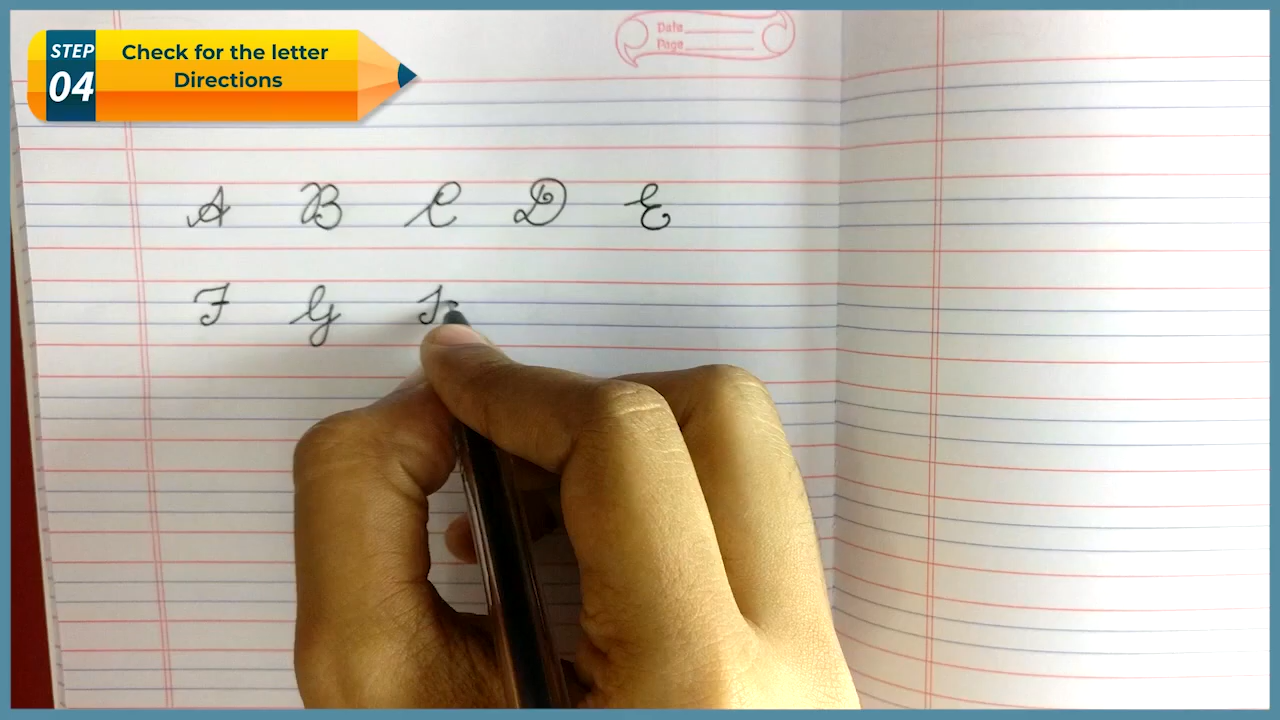 STEP
04
Check for the letter
Directions
Date
Page
A B C D E
F G